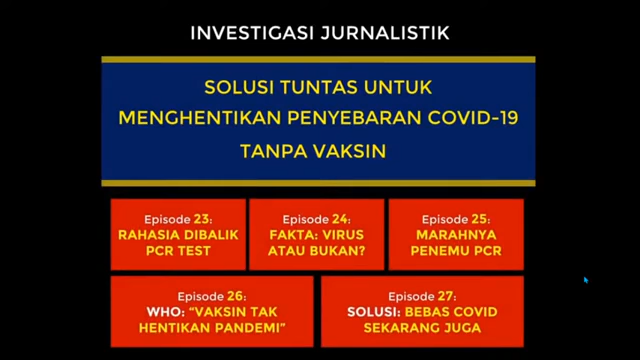 INVESTIGASI JURNALISTIK
SOLUSI TUNTAS UNTUK
MENGHENTIKAN PENYEBARAN COVID-19
TANPA VAKSIN
Episode 23:
RAHASIA DIBALIK
PCR TEST
Episode 24:
FAKTA: VIRUS
ATAU BUKAN?
Episode 25:
MARAHNYA
PENEMU PCR
Episode 26:
WHO: “VAKSIN TAK
HENTIKAN PANDEMI”
Episode 27:
SOLUSI: BEBAS COVID
SEKARANG JUGA